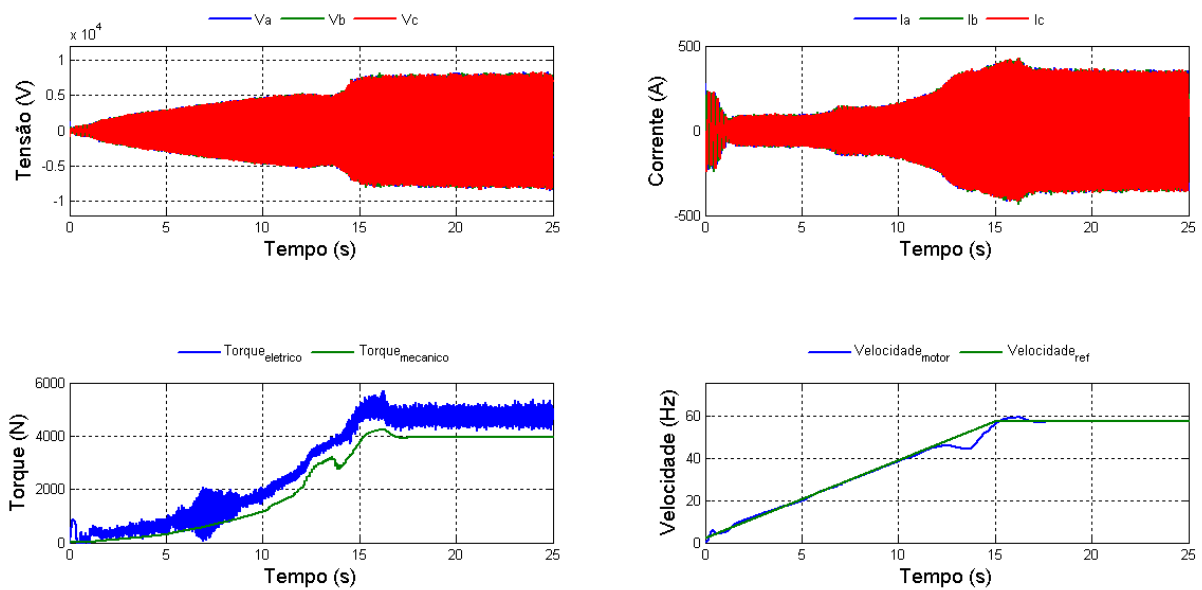 Va Vb Vc
x 10^4
1
0.5
0
-0.5
-1
Tensão (V)
0 5 10 15 20 25
Tempo (s)
Ia Ib Ic
500
0
-500
Corrente (A)
0 5 10 15 20 25
Tempo (s)
Torque_eletrico Torque_mecanico
6000
4000
2000
0
Torque (N)
0 5 10 15 20 25
Tempo (s)
Velocidade_motor Velocidade_ref
60
40
20
0
Velocidade (Hz)
0 5 10 15 20 25
Tempo (s)